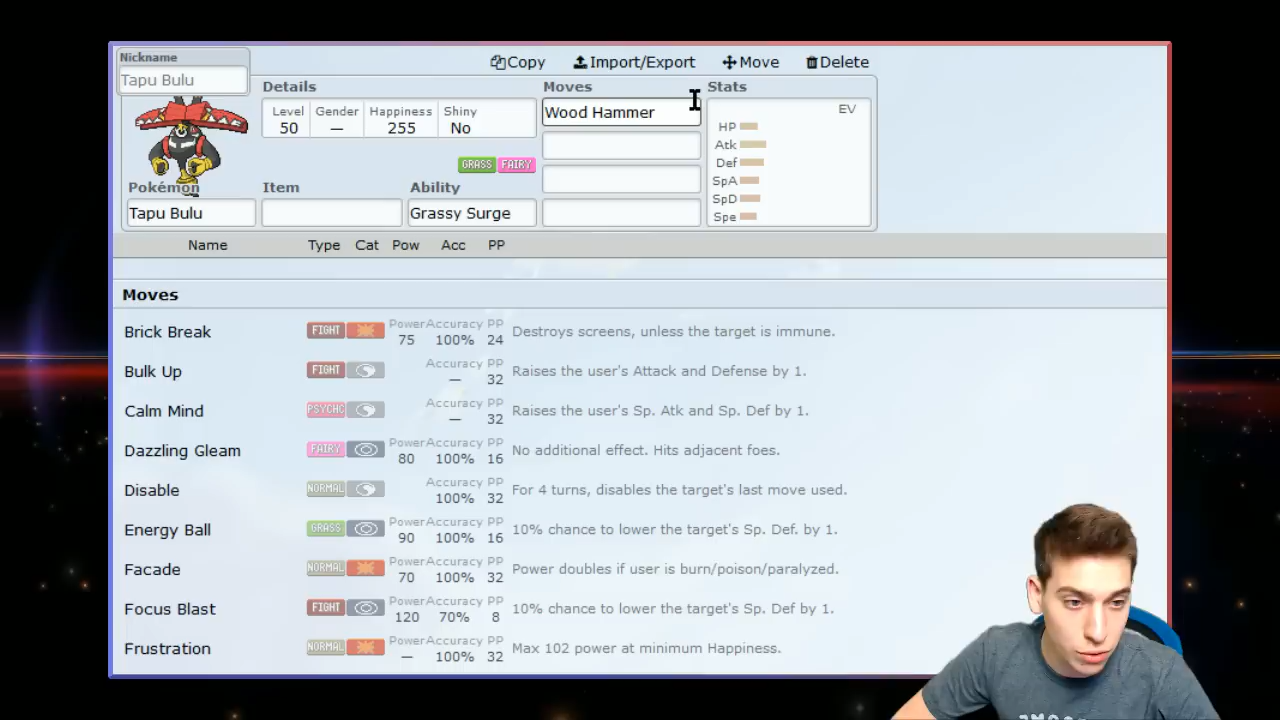 Nickname
Tapu Bulu
Copy Import/Export Move Delete
Details Moves Stats
Level Gender Happiness Shiny
50 — 255 No
Wood Hammer
EV
HP
Atk
Def
SpA
SpD
Spe
GRASS FAIRY
Pokémon Item Ability
Tapu Bulu Grassy Surge
Name Type Cat Pow Acc PP
Moves
Brick Break FIGHT Power 75 Accuracy 100% PP 24 Destroys screens, unless the target is immune.
Bulk Up FIGHT Accuracy — PP 32 Raises the user's Attack and Defense by 1.
Calm Mind PSYCHC Accuracy — PP 32 Raises the user's Sp. Atk and Sp. Def by 1.
Dazzling Gleam FAIRY Power 80 Accuracy 100% PP 16 No additional effect. Hits adjacent foes.
Disable NORMAL Accuracy 100% PP 32 For 4 turns, disables the target's last move used.
Energy Ball GRASS Power 90 Accuracy 100% PP 16 10% chance to lower the target's Sp. Def. by 1.
Facade NORMAL Power 70 Accuracy 100% PP 32 Power doubles if user is burn/poison/paralyzed.
Focus Blast FIGHT Power 120 Accuracy 70% PP 8 10% chance to lower the target's Sp. Def by 1.
Frustration NORMAL Power — Accuracy 100% PP 32 Max 102 power at minimum Happiness.